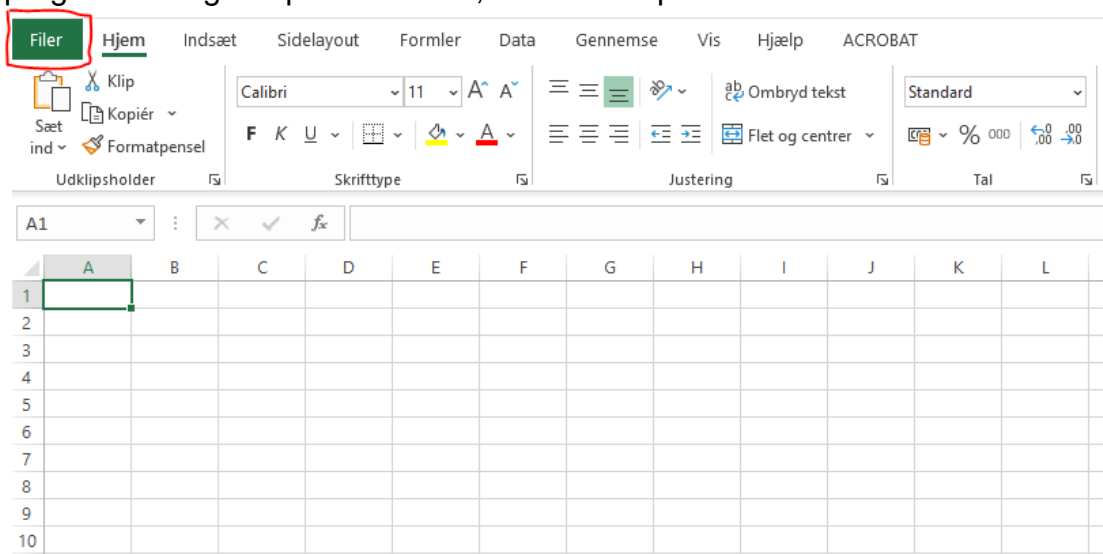 Filer Hjem Indsæt Sidelayout Formler Data Gennemse Vis Hjælp ACROBAT
Klip
Calibri 11 A A ab Ombryd tekst Standard
Kopiér
Sæt
ind
F K U A Flet og centrer % 000 ,00
Formatpensel
Udklipsholder Skrifttype Justering Tal
A1 fx
A B C D E F G H I J K L
1
2
3
4
5
6
7
8
9
10